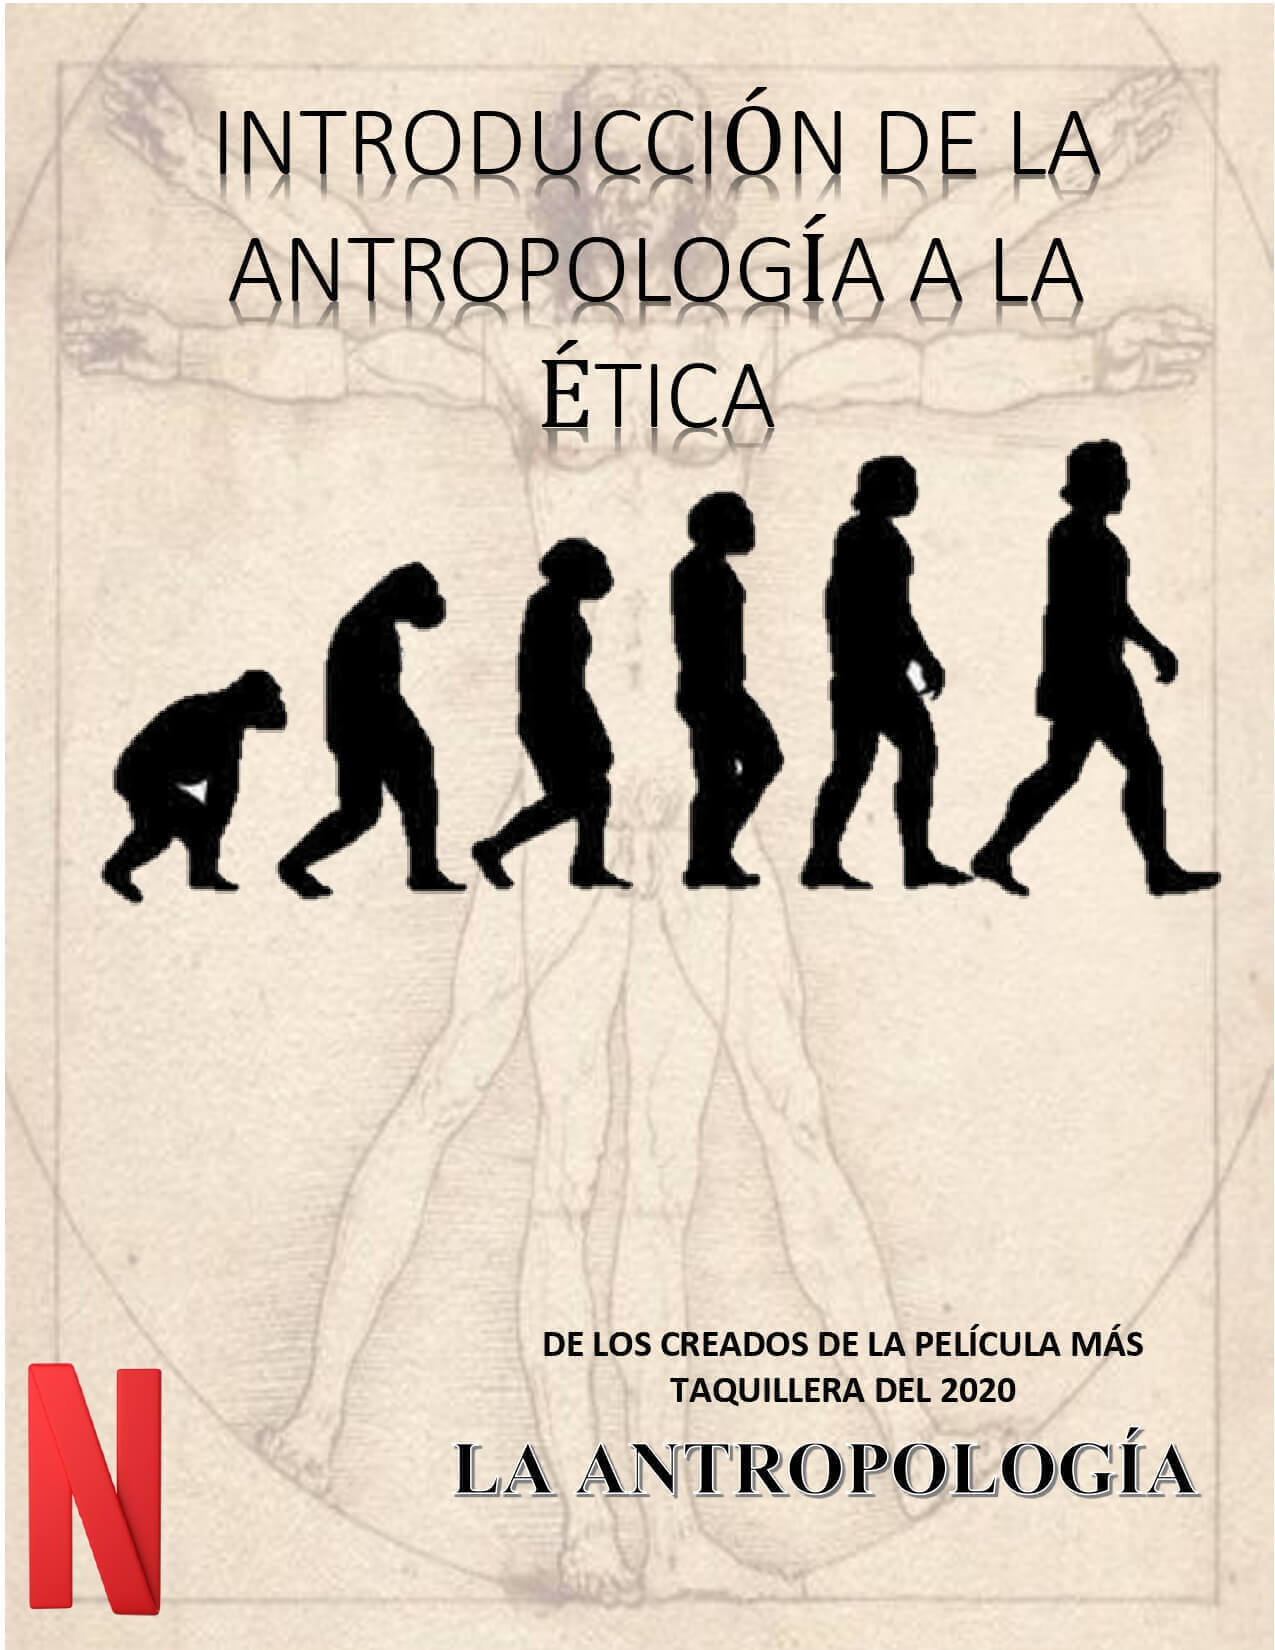 INTRODUCCIÓN DE LA
ANTROPOLOGÍA A LA
ÉTICA
DE LOS CREADOS DE LA PELÍCULA MÁS
TAQUILLERA DEL 2020
LA ANTROPOLOGÍA
N